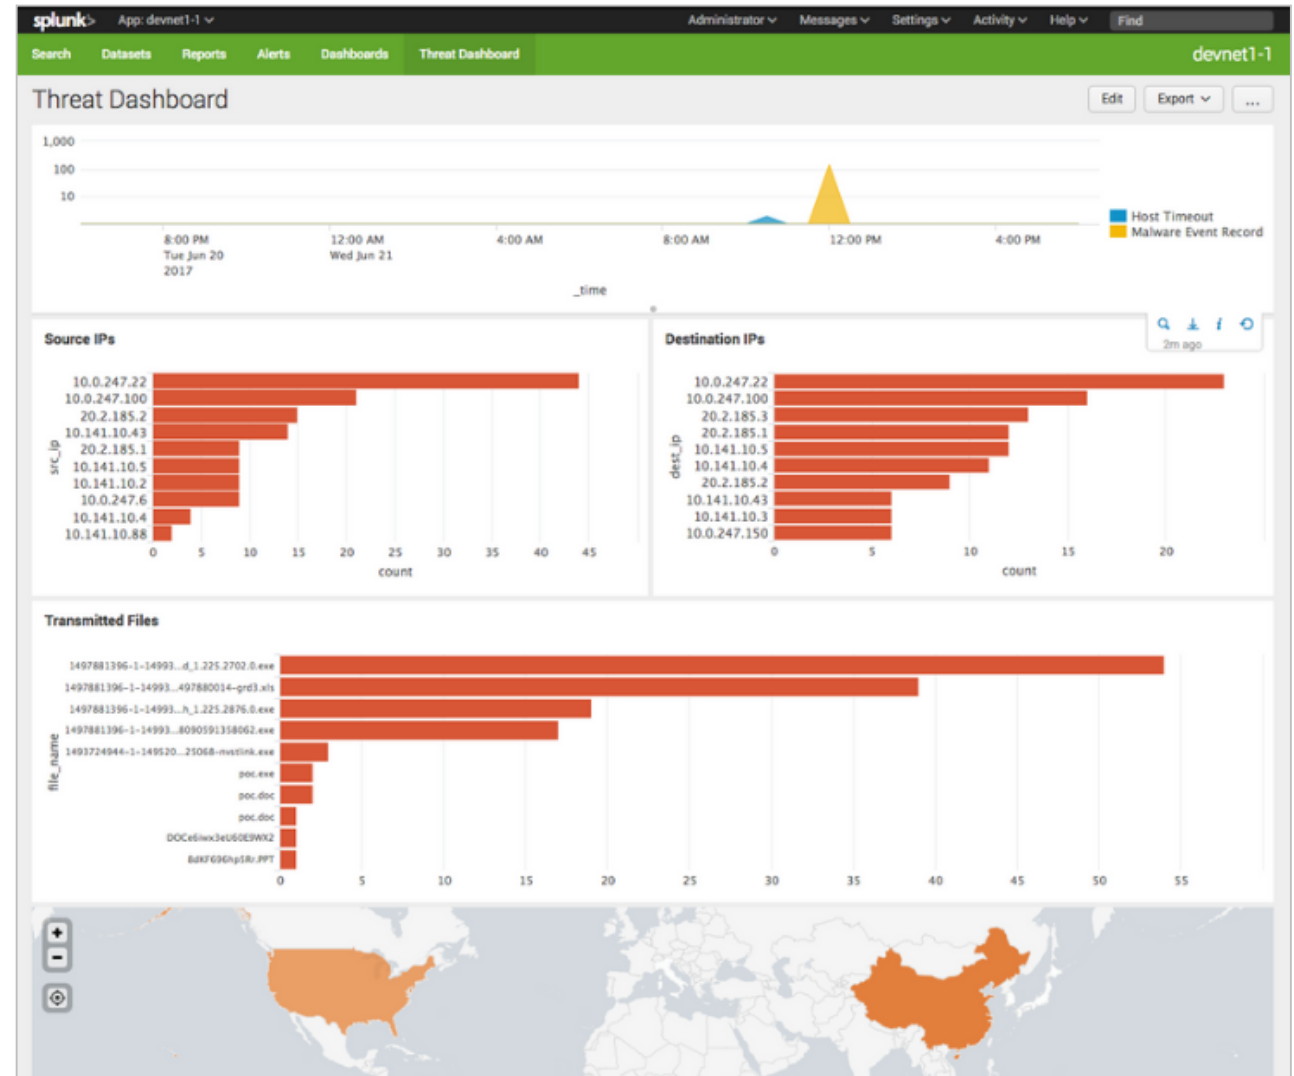 splunk> App: devnet1-1 Administrator Messages Settings Activity Help Find
Search Datasets Reports Alerts Dashboards Threat Dashboard devnet1-1
Threat Dashboard Edit Export ...
1,000
100
10
Host Timeout
Malware Event Record
8:00 PM 12:00 AM 4:00 AM 8:00 AM 12:00 PM 4:00 PM
Tue Jun 20 Wed Jun 21
2017
_time
2m ago
Source IPs
src_ip
10.0.247.22
10.0.247.100
20.2.185.2
10.141.10.43
20.2.185.1
10.141.10.5
10.141.10.2
10.0.247.6
10.141.10.4
10.141.10.88
0 5 10 15 20 25 30 35 40 45
count
Destination IPs
dest_ip
10.0.247.22
10.0.247.100
20.2.185.3
20.2.185.1
10.141.10.5
10.141.10.4
20.2.185.2
10.141.10.43
10.141.10.3
10.0.247.150
0 5 10 15 20
count
Transmitted Files
file_name
1497881396-1-14993...d_1.225.2702.0.exe
1497881396-1-14993...497880014-grd3.xls
1497881396-1-14993...h_1.225.2876.0.exe
1497881396-1-14993...8090591358062.exe
1493724944-1-149520...25068-nvstlink.exe
poc.exe
poc.doc
poc.doc
DOCe6iwx3eU60E9WX2
8dKF696hp5Rr.PPT
0 5 10 15 20 25 30 35 40 45 50 55
+
-